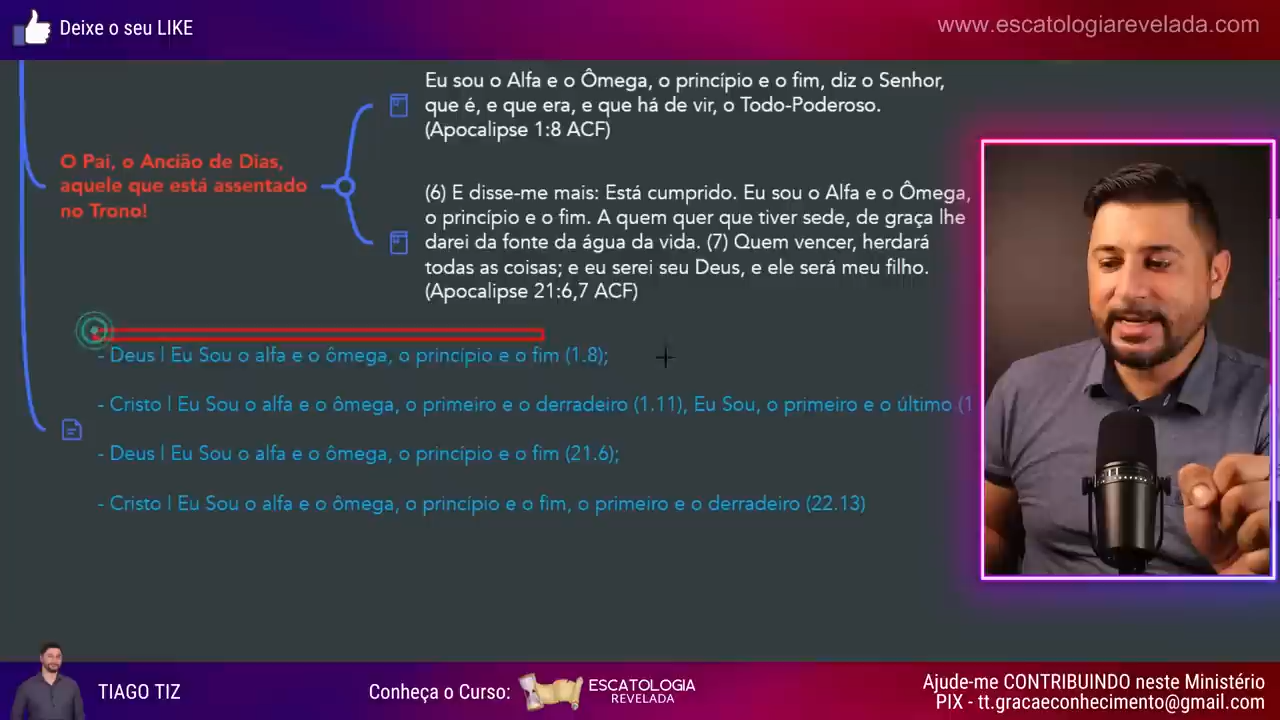 Deixe o seu LIKE
www.escatologiarevelada.com
Eu sou o Alfa e o Ômega, o princípio e o fim, diz o Senhor,
que é, e que era, e que há de vir, o Todo-Poderoso.
(Apocalipse 1:8 ACF)
O Pai, o Ancião de Dias,
aquele que está assentado
no Trono!
(6) E disse-me mais: Está cumprido. Eu sou o Alfa e o Ômega,
o princípio e o fim. A quem quer que tiver sede, de graça lhe
darei da fonte da água da vida. (7) Quem vencer, herdará
todas as coisas; e eu serei seu Deus, e ele será meu filho.
(Apocalipse 21:6,7 ACF)
- Deus | Eu Sou o alfa e o ômega, o princípio e o fim (1.8);
- Cristo | Eu Sou o alfa e o ômega, o primeiro e o derradeiro (1.11), Eu Sou, o primeiro e o último (1
- Deus | Eu Sou o alfa e o ômega, o princípio e o fim (21.6);
- Cristo | Eu Sou o alfa e o ômega, o princípio e o fim, o primeiro e o derradeiro (22.13)
TIAGO TIZ
Conheça o Curso:
ESCATOLOGIA
REVELADA
Ajude-me CONTRIBUINDO neste Ministério
PIX - tt.gracaeconhecimento@gmail.com